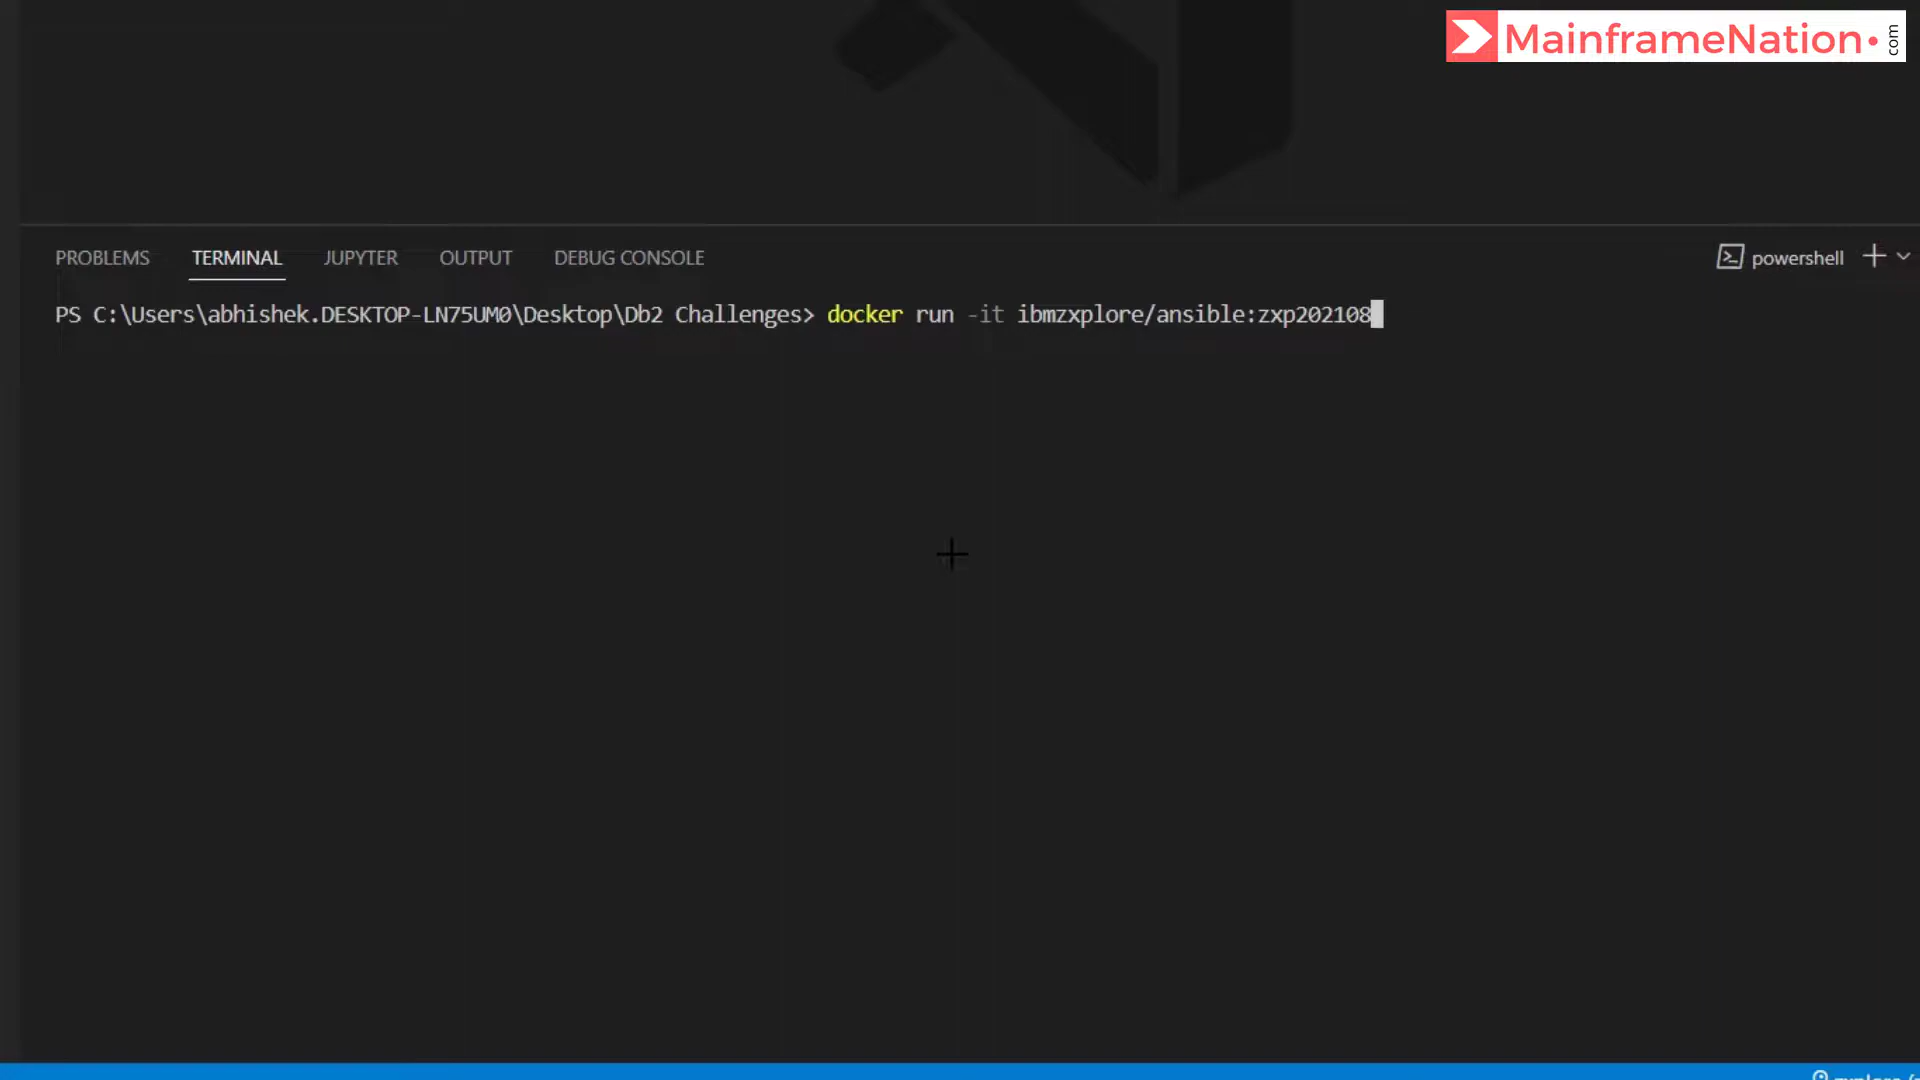 MainframeNation.com
PROBLEMS TERMINAL JUPYTER OUTPUT DEBUG CONSOLE powershell
PS C:\Users\abhishek.DESKTOP-LN75UM0\Desktop\Db2 Challenges> docker run -it ibmzxplore/ansible:zxp202108